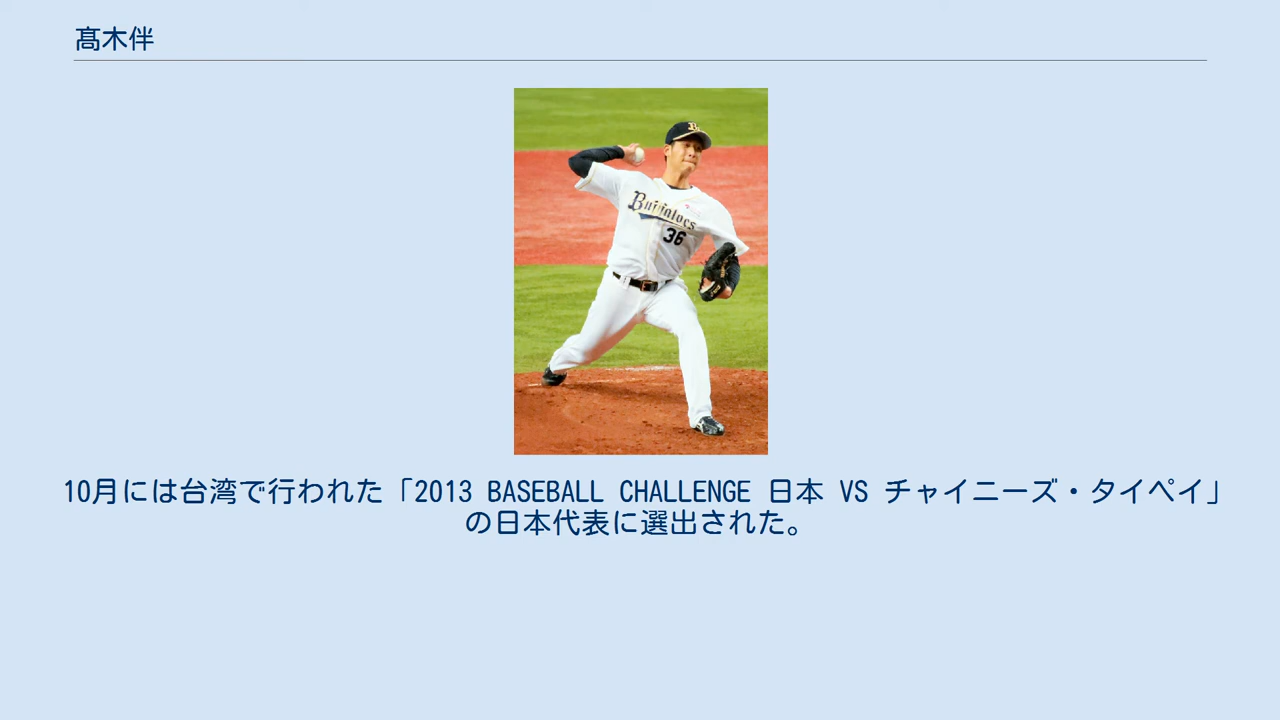 髙木伴
B
Buffaloes
36
10月には台湾で行われた「2013 BASEBALL CHALLENGE 日本 VS チャイニーズ・タイペイ」
の日本代表に選出された。